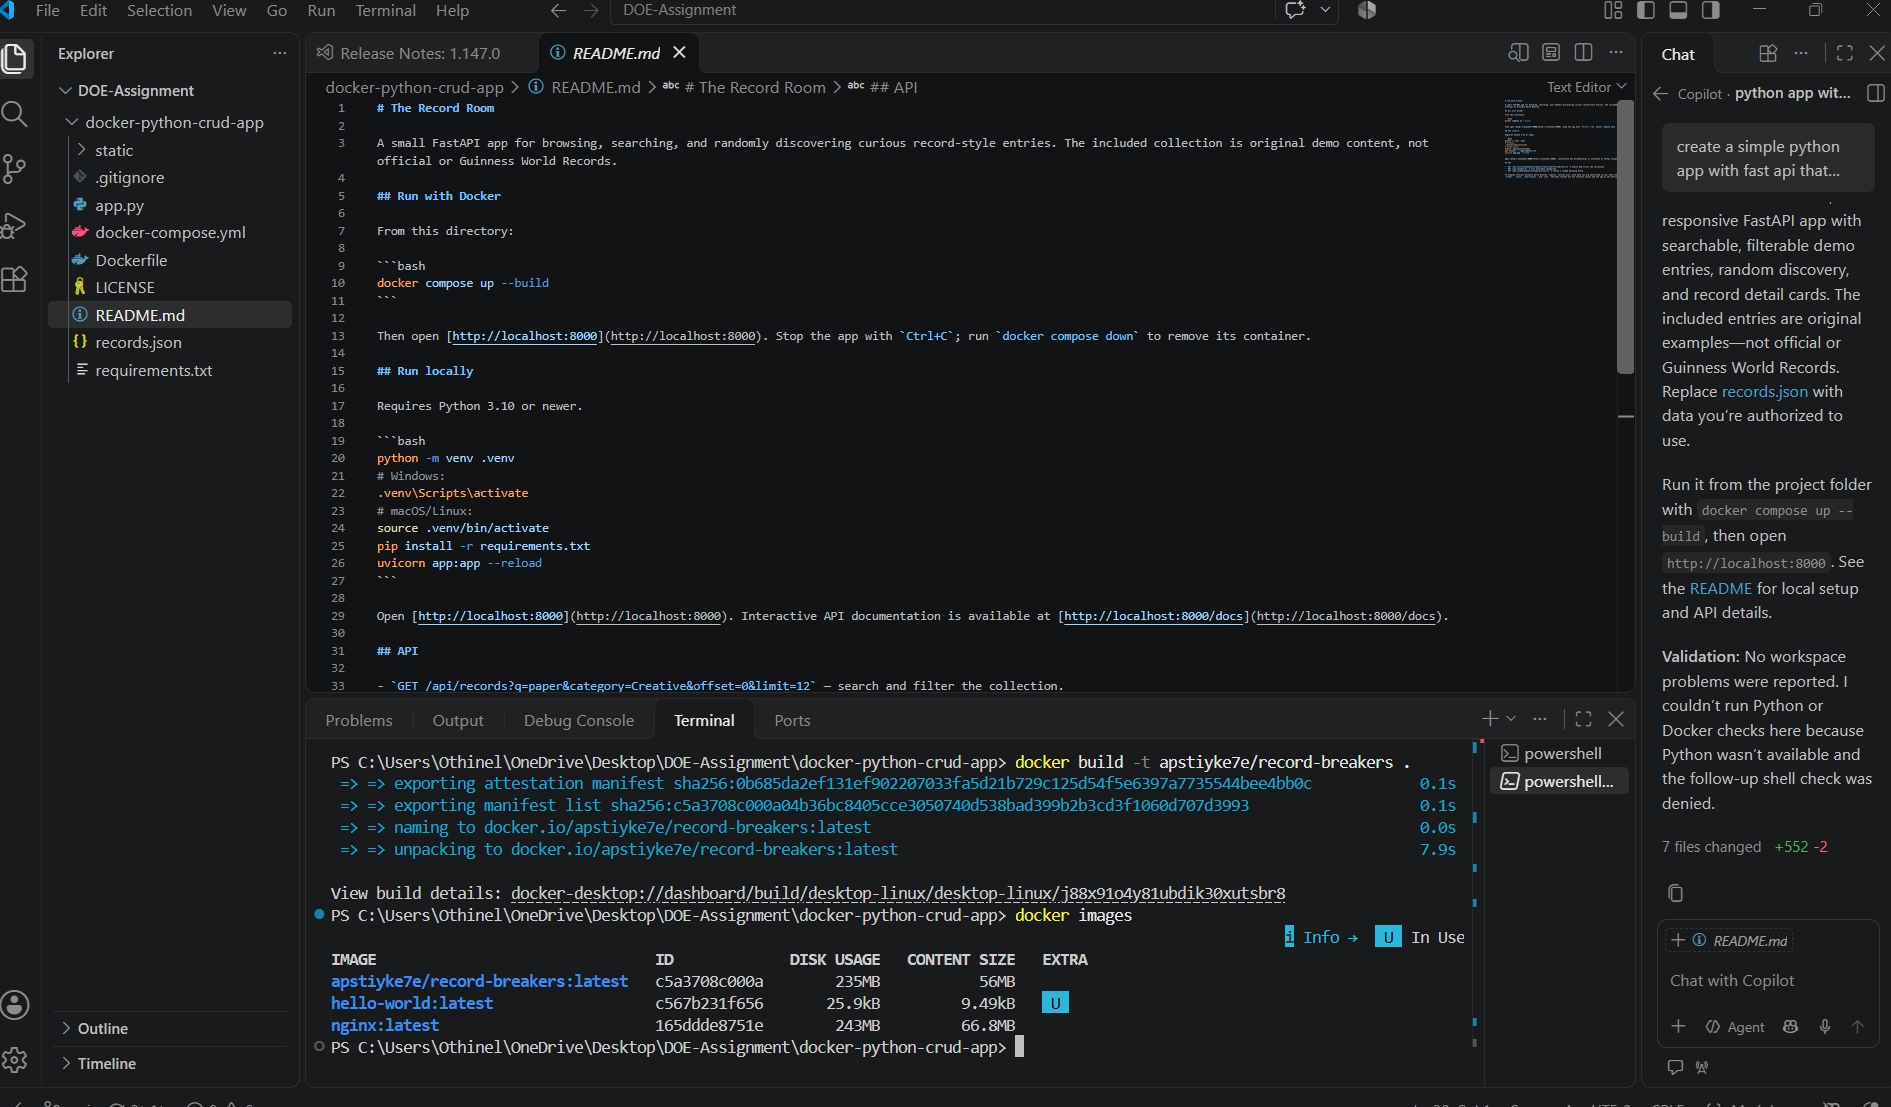 File Edit Selection View Go Run Terminal Help
DOE-Assignment
Explorer
DOE-Assignment
docker-python-crud-app
static
.gitignore
app.py
docker-compose.yml
Dockerfile
LICENSE
README.md
records.json
requirements.txt
Outline
Timeline
Release Notes: 1.147.0
README.md
docker-python-crud-app > README.md > # The Record Room > ## API
Text Editor
1 # The Record Room
2
3 A small FastAPI app for browsing, searching, and randomly discovering curious record-style entries. The included collection is original demo content, not
official or Guinness World Records.
4
5 ## Run with Docker
6
7 From this directory:
8
9 ```bash
10 docker compose up --build
11 ```
12
13 Then open [http://localhost:8000](http://localhost:8000). Stop the app with `Ctrl+C`; run `docker compose down` to remove its container.
14
15 ## Run locally
16
17 Requires Python 3.10 or newer.
18
19 ```bash
20 python -m venv .venv
21 # Windows:
22 .venv\Scripts\activate
23 # macOS/Linux:
24 source .venv/bin/activate
25 pip install -r requirements.txt
26 uvicorn app:app --reload
27 ```
28
29 Open [http://localhost:8000](http://localhost:8000). Interactive API documentation is available at [http://localhost:8000/docs](http://localhost:8000/docs).
30
31 ## API
32
33 - `GET /api/records?q=paper&category=Creative&offset=0&limit=12` — search and filter the collection.
Problems Output Debug Console Terminal Ports
PS C:\Users\Othinel\OneDrive\Desktop\DOE-Assignment\docker-python-crud-app> docker build -t apstiyke7e/record-breakers .
=> => exporting attestation manifest sha256:0b685da2ef131ef902207033fa5d21b729c125d54f5e6397a7735544bee4bb0c 0.1s
=> => exporting manifest list sha256:c5a3708c000a04b36bc8405cce3050740d538bad399b2b3cd3f1060d707d3993 0.1s
=> => naming to docker.io/apstiyke7e/record-breakers:latest 0.0s
=> => unpacking to docker.io/apstiyke7e/record-breakers:latest 7.9s
View build details: docker-desktop://dashboard/build/desktop-linux/desktop-linux/j88x91o4y81ubdik30xutsbr8
PS C:\Users\Othinel\OneDrive\Desktop\DOE-Assignment\docker-python-crud-app> docker images
i Info → U In Use
IMAGE ID DISK USAGE CONTENT SIZE EXTRA
apstiyke7e/record-breakers:latest c5a3708c000a 235MB 56MB
hello-world:latest c567b231f656 25.9kB 9.49kB U
nginx:latest 165ddde8751e 243MB 66.8MB
PS C:\Users\Othinel\OneDrive\Desktop\DOE-Assignment\docker-python-crud-app>
powershell
powershell...
Chat
Copilot · python app wit...
create a simple python
app with fast api that...
responsive FastAPI app with
searchable, filterable demo
entries, random discovery,
and record detail cards. The
included entries are original
examples—not official or
Guinness World Records.
Replace records.json with
data you're authorized to
use.
Run it from the project folder
with docker compose up --
build, then open
http://localhost:8000. See
the README for local setup
and API details.
Validation: No workspace
problems were reported. I
couldn't run Python or
Docker checks here because
Python wasn't available and
the follow-up shell check was
denied.
7 files changed +552 -2
README.md
Chat with Copilot
Agent